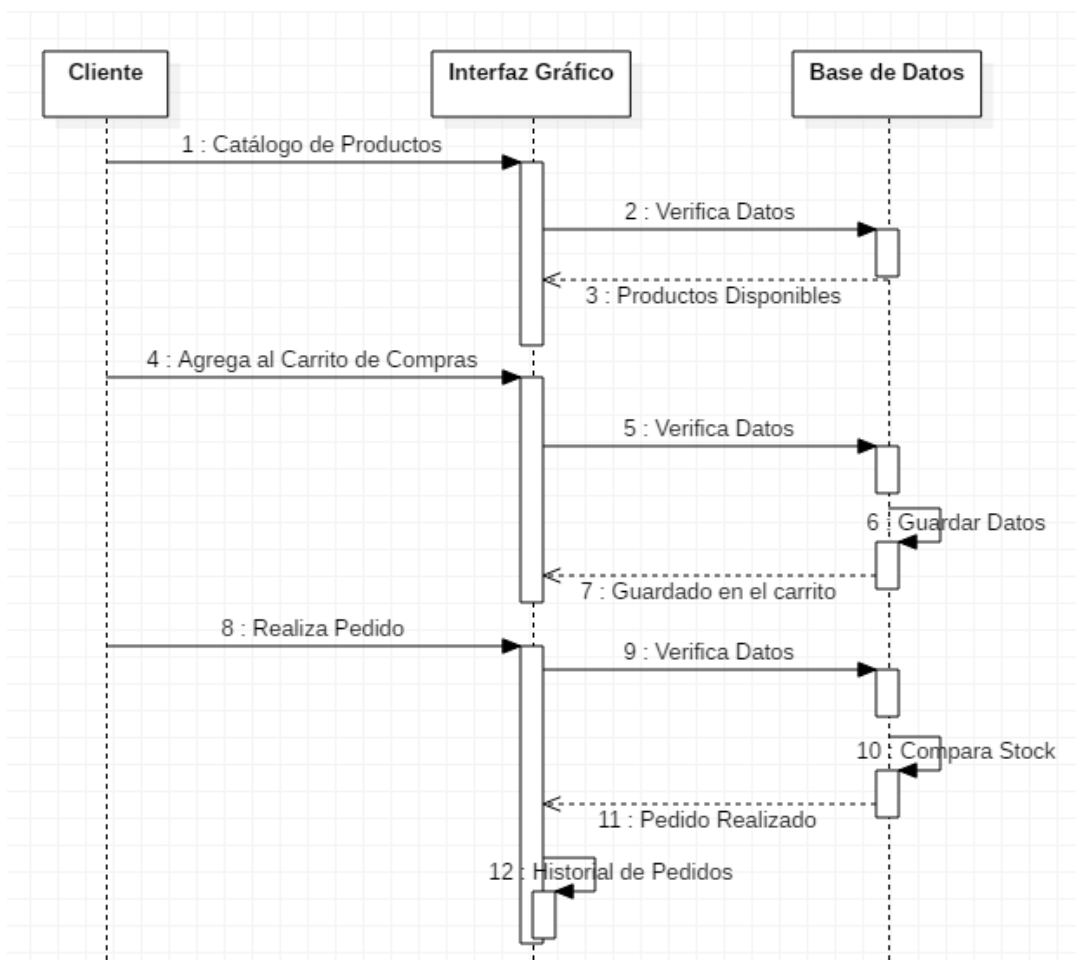 Cliente
Interfaz Gráfico
Base de Datos
1 : Catálogo de Productos
2 : Verifica Datos
3 : Productos Disponibles
4 : Agrega al Carrito de Compras
5 : Verifica Datos
6 : Guardar Datos
7 : Guardado en el carrito
8 : Realiza Pedido
9 : Verifica Datos
10 : Compara Stock
11 : Pedido Realizado
12 : Historial de Pedidos